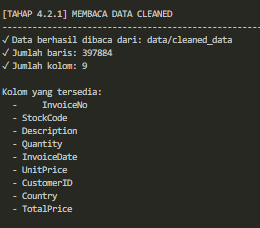 [TAHAP 4.2.1] MEMBACA DATA CLEANED
--------------------------------------------------
✓ Data berhasil dibaca dari: data/cleaned_data
✓ Jumlah baris: 397884
✓ Jumlah kolom: 9
Kolom yang tersedia:
- InvoiceNo
- StockCode
- Description
- Quantity
- InvoiceDate
- UnitPrice
- CustomerID
- Country
- TotalPrice